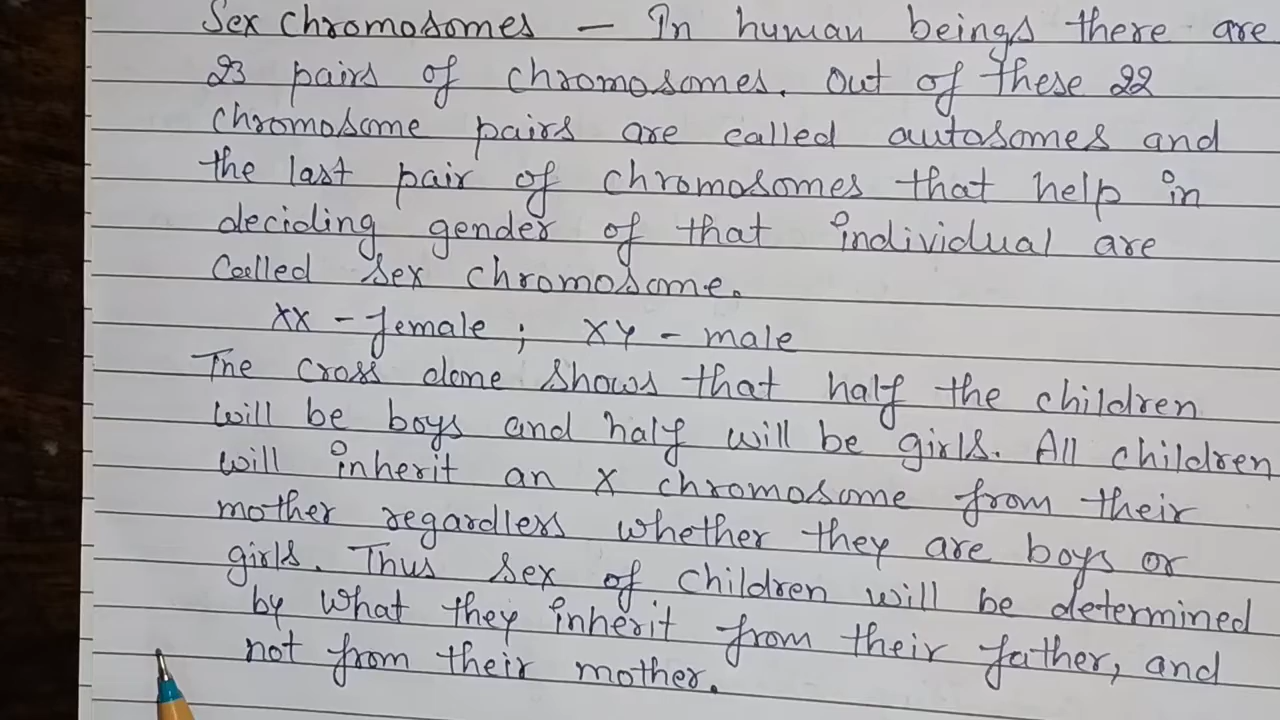 Sex chromosomes – In human beings there are
23 pairs of chromosomes. Out of these 22
chromosome pairs are called autosomes and
the last pair of chromosomes that help in
deciding gender of that individual are
called sex chromosome.
XX - female ; XY - male
The cross done shows that half the children
will be boys and half will be girls. All children
will inherit an X chromosome from their
mother regardless whether they are boys or
girls. Thus sex of children will be determined
by what they inherit from their father, and
not from their mother.